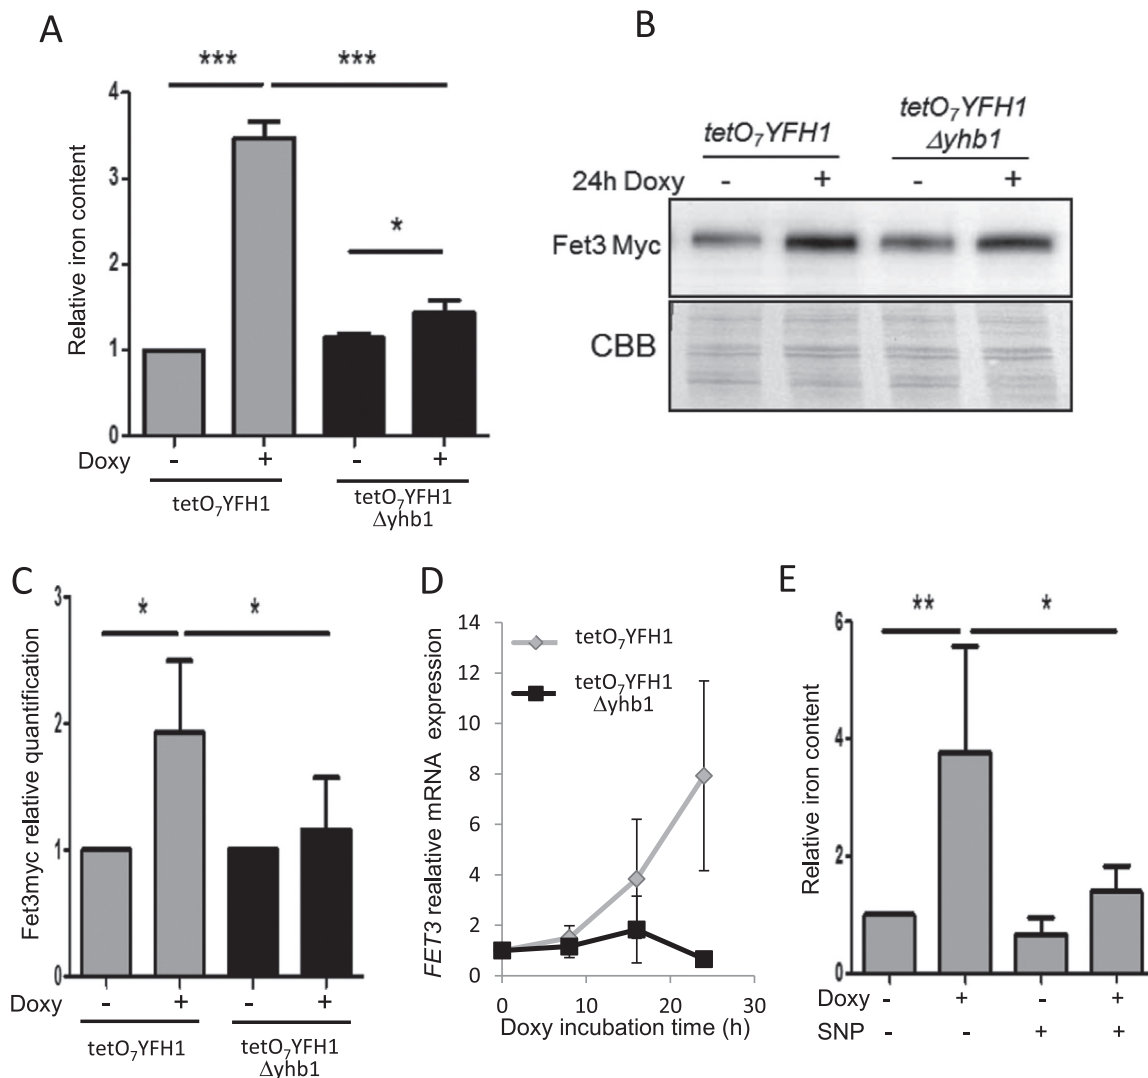 A
***
***
4
3
2
1
0
*
Relative iron content
Doxy - + - +
tetO₇YFH1
tetO₇YFH1
Δyhb1
B
tetO₇YFH1
tetO₇YFH1
Δyhb1
24h Doxy - + - +
Fet3 Myc
CBB
C
3
2
1
0
*
*
Fet3myc relative quantification
Doxy - + - +
tetO₇YFH1
tetO₇YFH1
Δyhb1
D
14
12
10
8
6
4
2
0
FET3 realative mRNA expression
tetO₇YFH1
tetO₇YFH1
Δyhb1
0 10 20 30
Doxy incubation time (h)
E
6
4
2
0
**
*
Relative iron content
Doxy - + - +
SNP - - + +